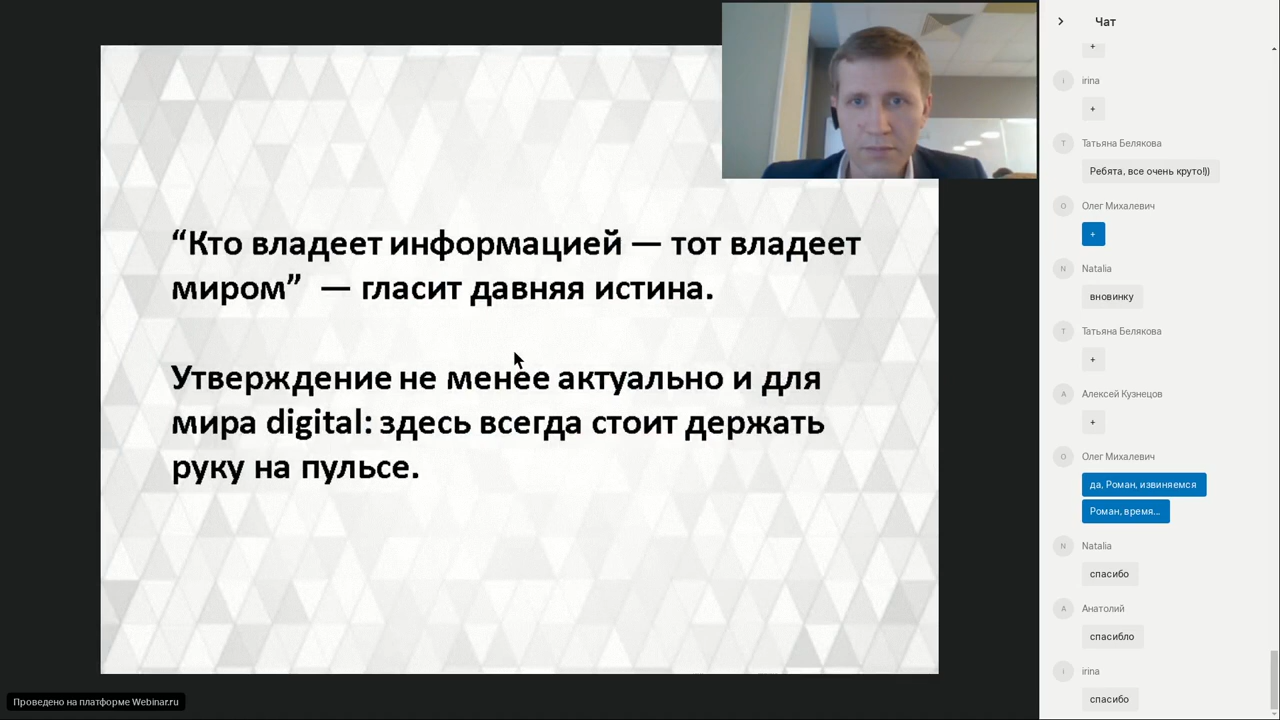 “Кто владеет информацией — тот владеет
миром” — гласит давняя истина.
Утверждение не менее актуально и для
мира digital: здесь всегда стоит держать
руку на пульсе.
Проведено на платформе Webinar.ru
Чат
+
i
irina
+
Т
Татьяна Белякова
Ребята, все очень круто!))
О
Олег Михалевич
+
N
Natalia
вновинку
Т
Татьяна Белякова
+
А
Алексей Кузнецов
+
О
Олег Михалевич
да, Роман, извиняемся
Роман, время...
N
Natalia
спасибо
А
Анатолий
спасибло
i
irina
спасибо